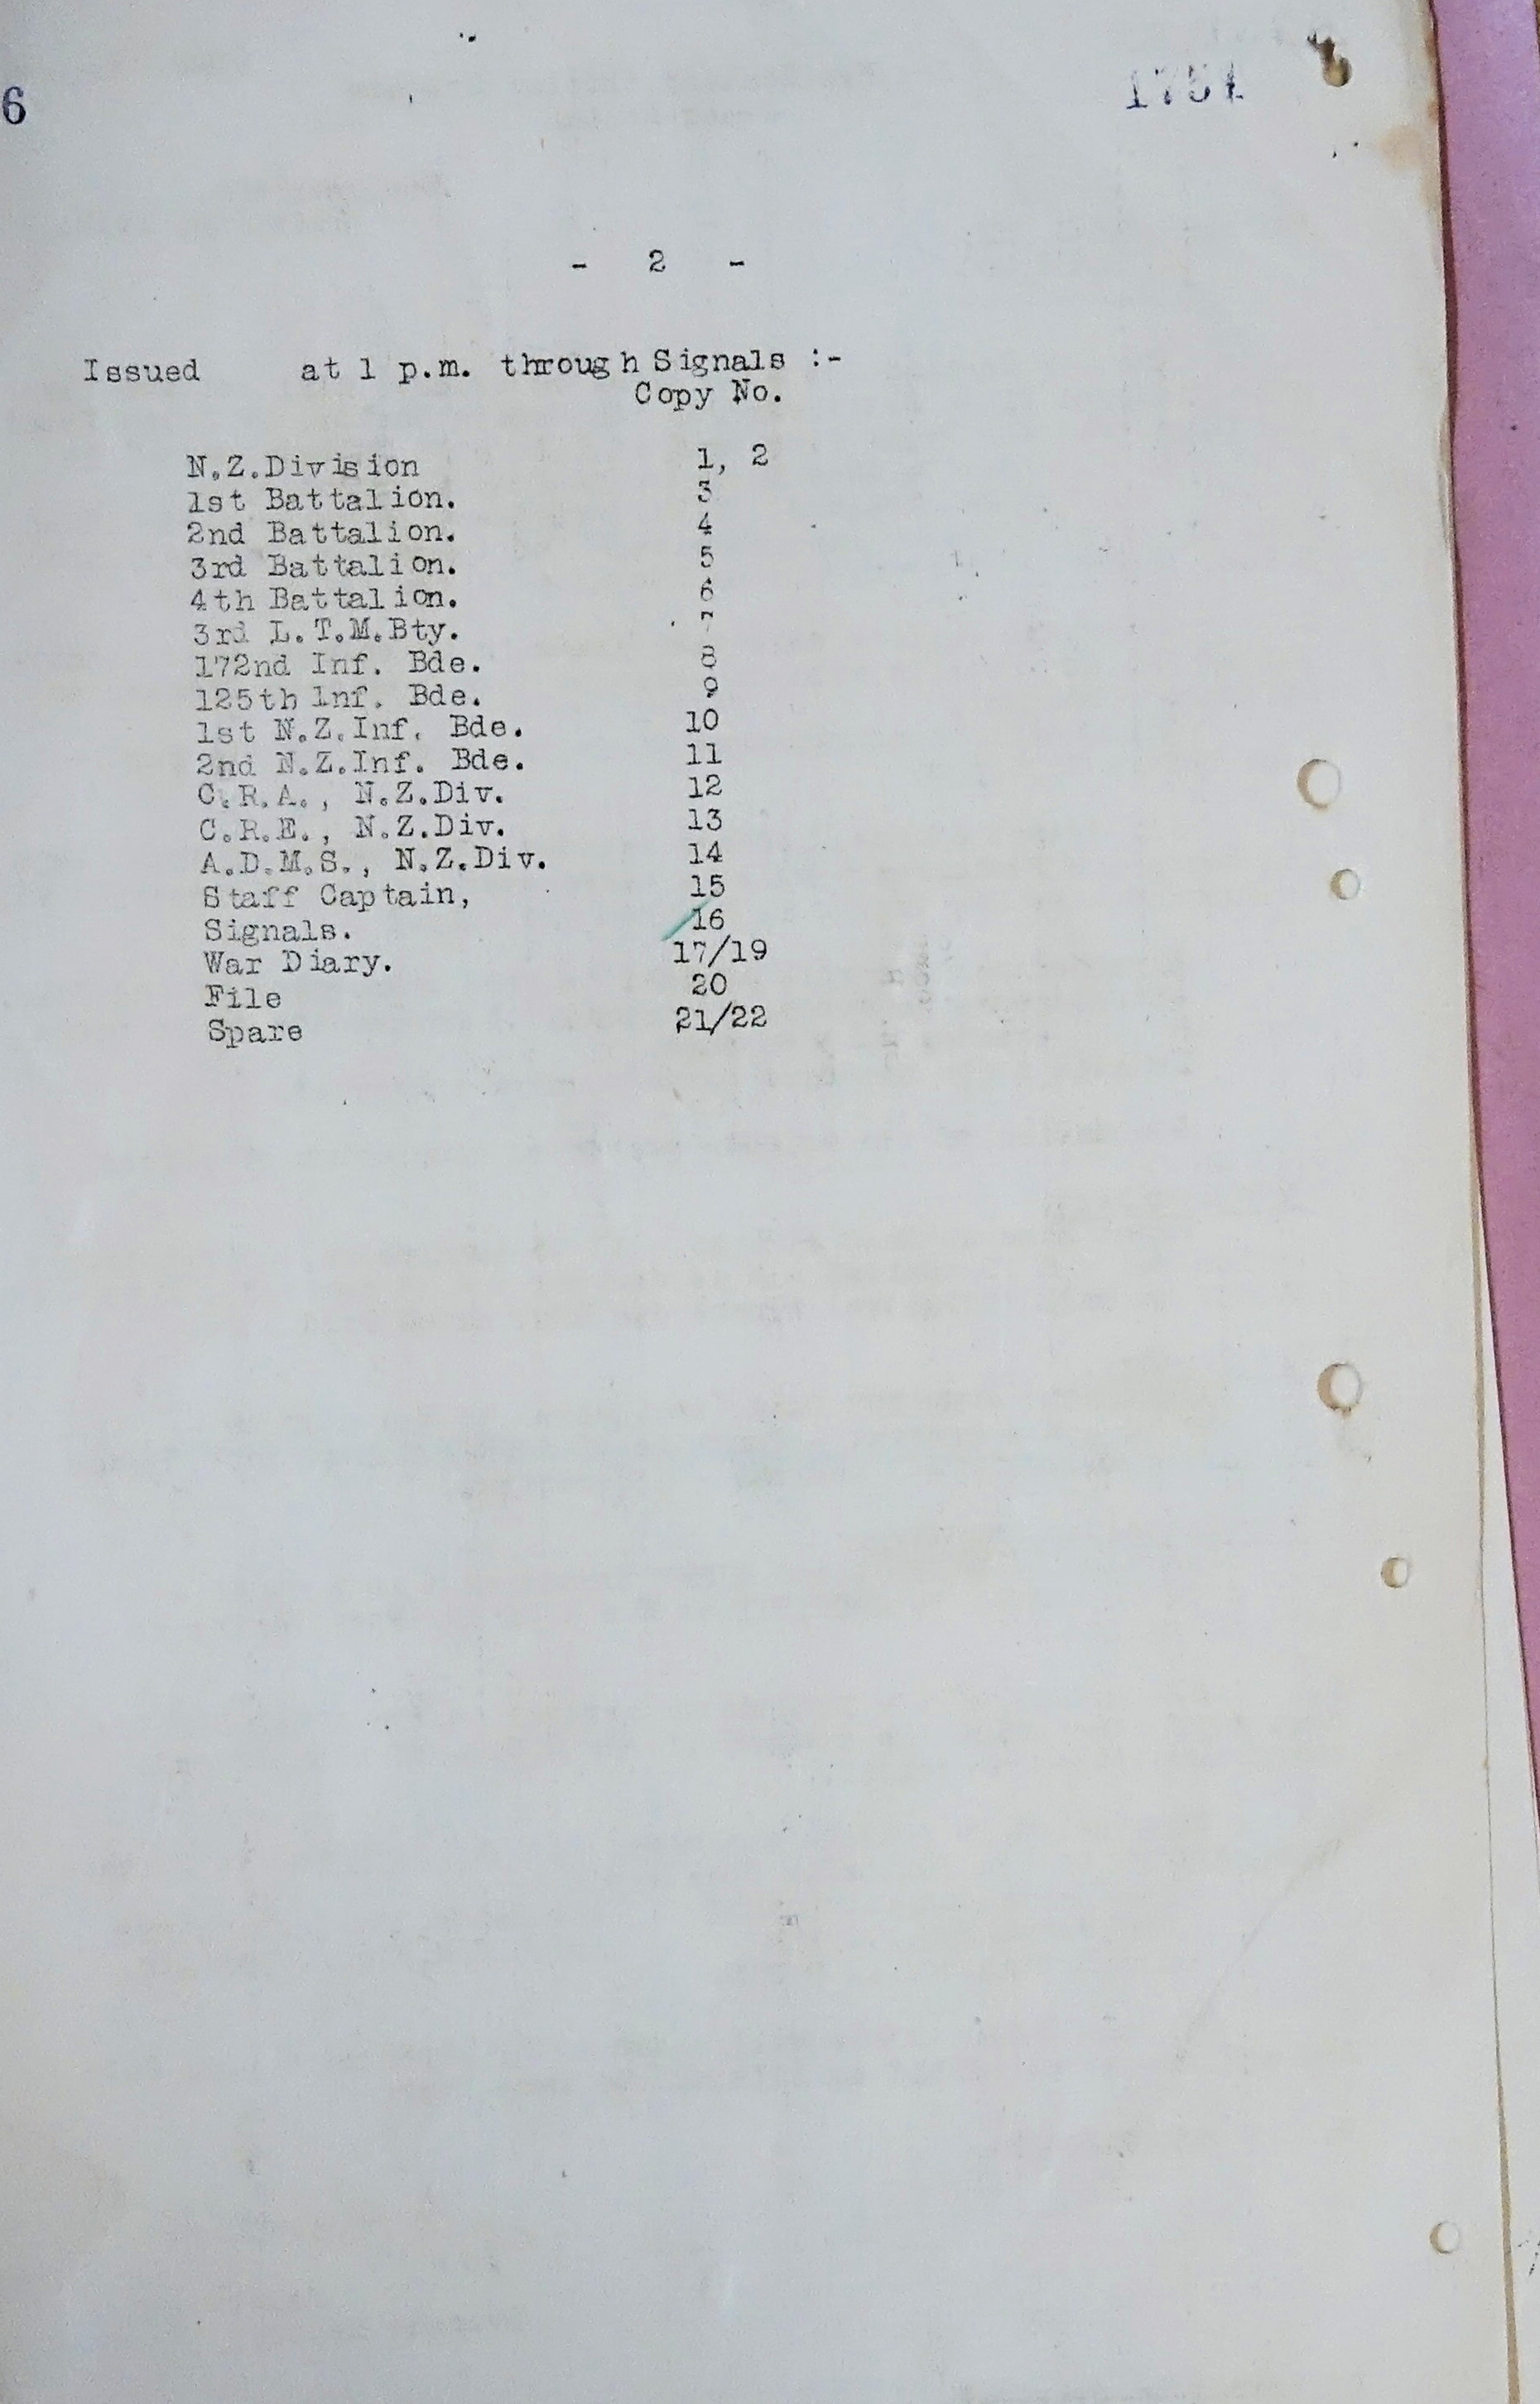 6
- 2 -
Issued at 1 p.m. through Signals :-
Copy No.
N.Z.Division 1, 2
1st Battalion. 3
2nd Battalion. 4
3rd Battalion. 5
4th Battalion. 6
3rd L.T.M.Bty. 7
172nd Inf. Bde. 8
125th Inf. Bde. 9
1st N.Z.Inf. Bde. 10
2nd N.Z.Inf. Bde. 11
C.R.A., N.Z.Div. 12
C.R.E., N.Z.Div. 13
A.D.M.S., N.Z.Div. 14
Staff Captain, 15
Signals. 16
War Diary. 17/19
File 20
Spare 21/22